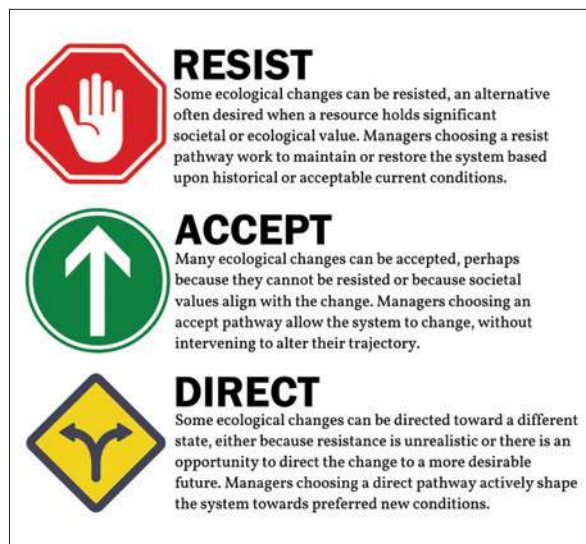 RESIST
Some ecological changes can be resisted, an alternative
often desired when a resource holds significant
societal or ecological value. Managers choosing a resist
pathway work to maintain or restore the system based
upon historical or acceptable current conditions.
ACCEPT
Many ecological changes can be accepted, perhaps
because they cannot be resisted or because societal
values align with the change. Managers choosing an
accept pathway allow the system to change, without
intervening to alter their trajectory.
DIRECT
Some ecological changes can be directed toward a different
state, either because resistance is unrealistic or there is an
opportunity to direct the change to a more desirable
future. Managers choosing a direct pathway actively shape
the system towards preferred new conditions.